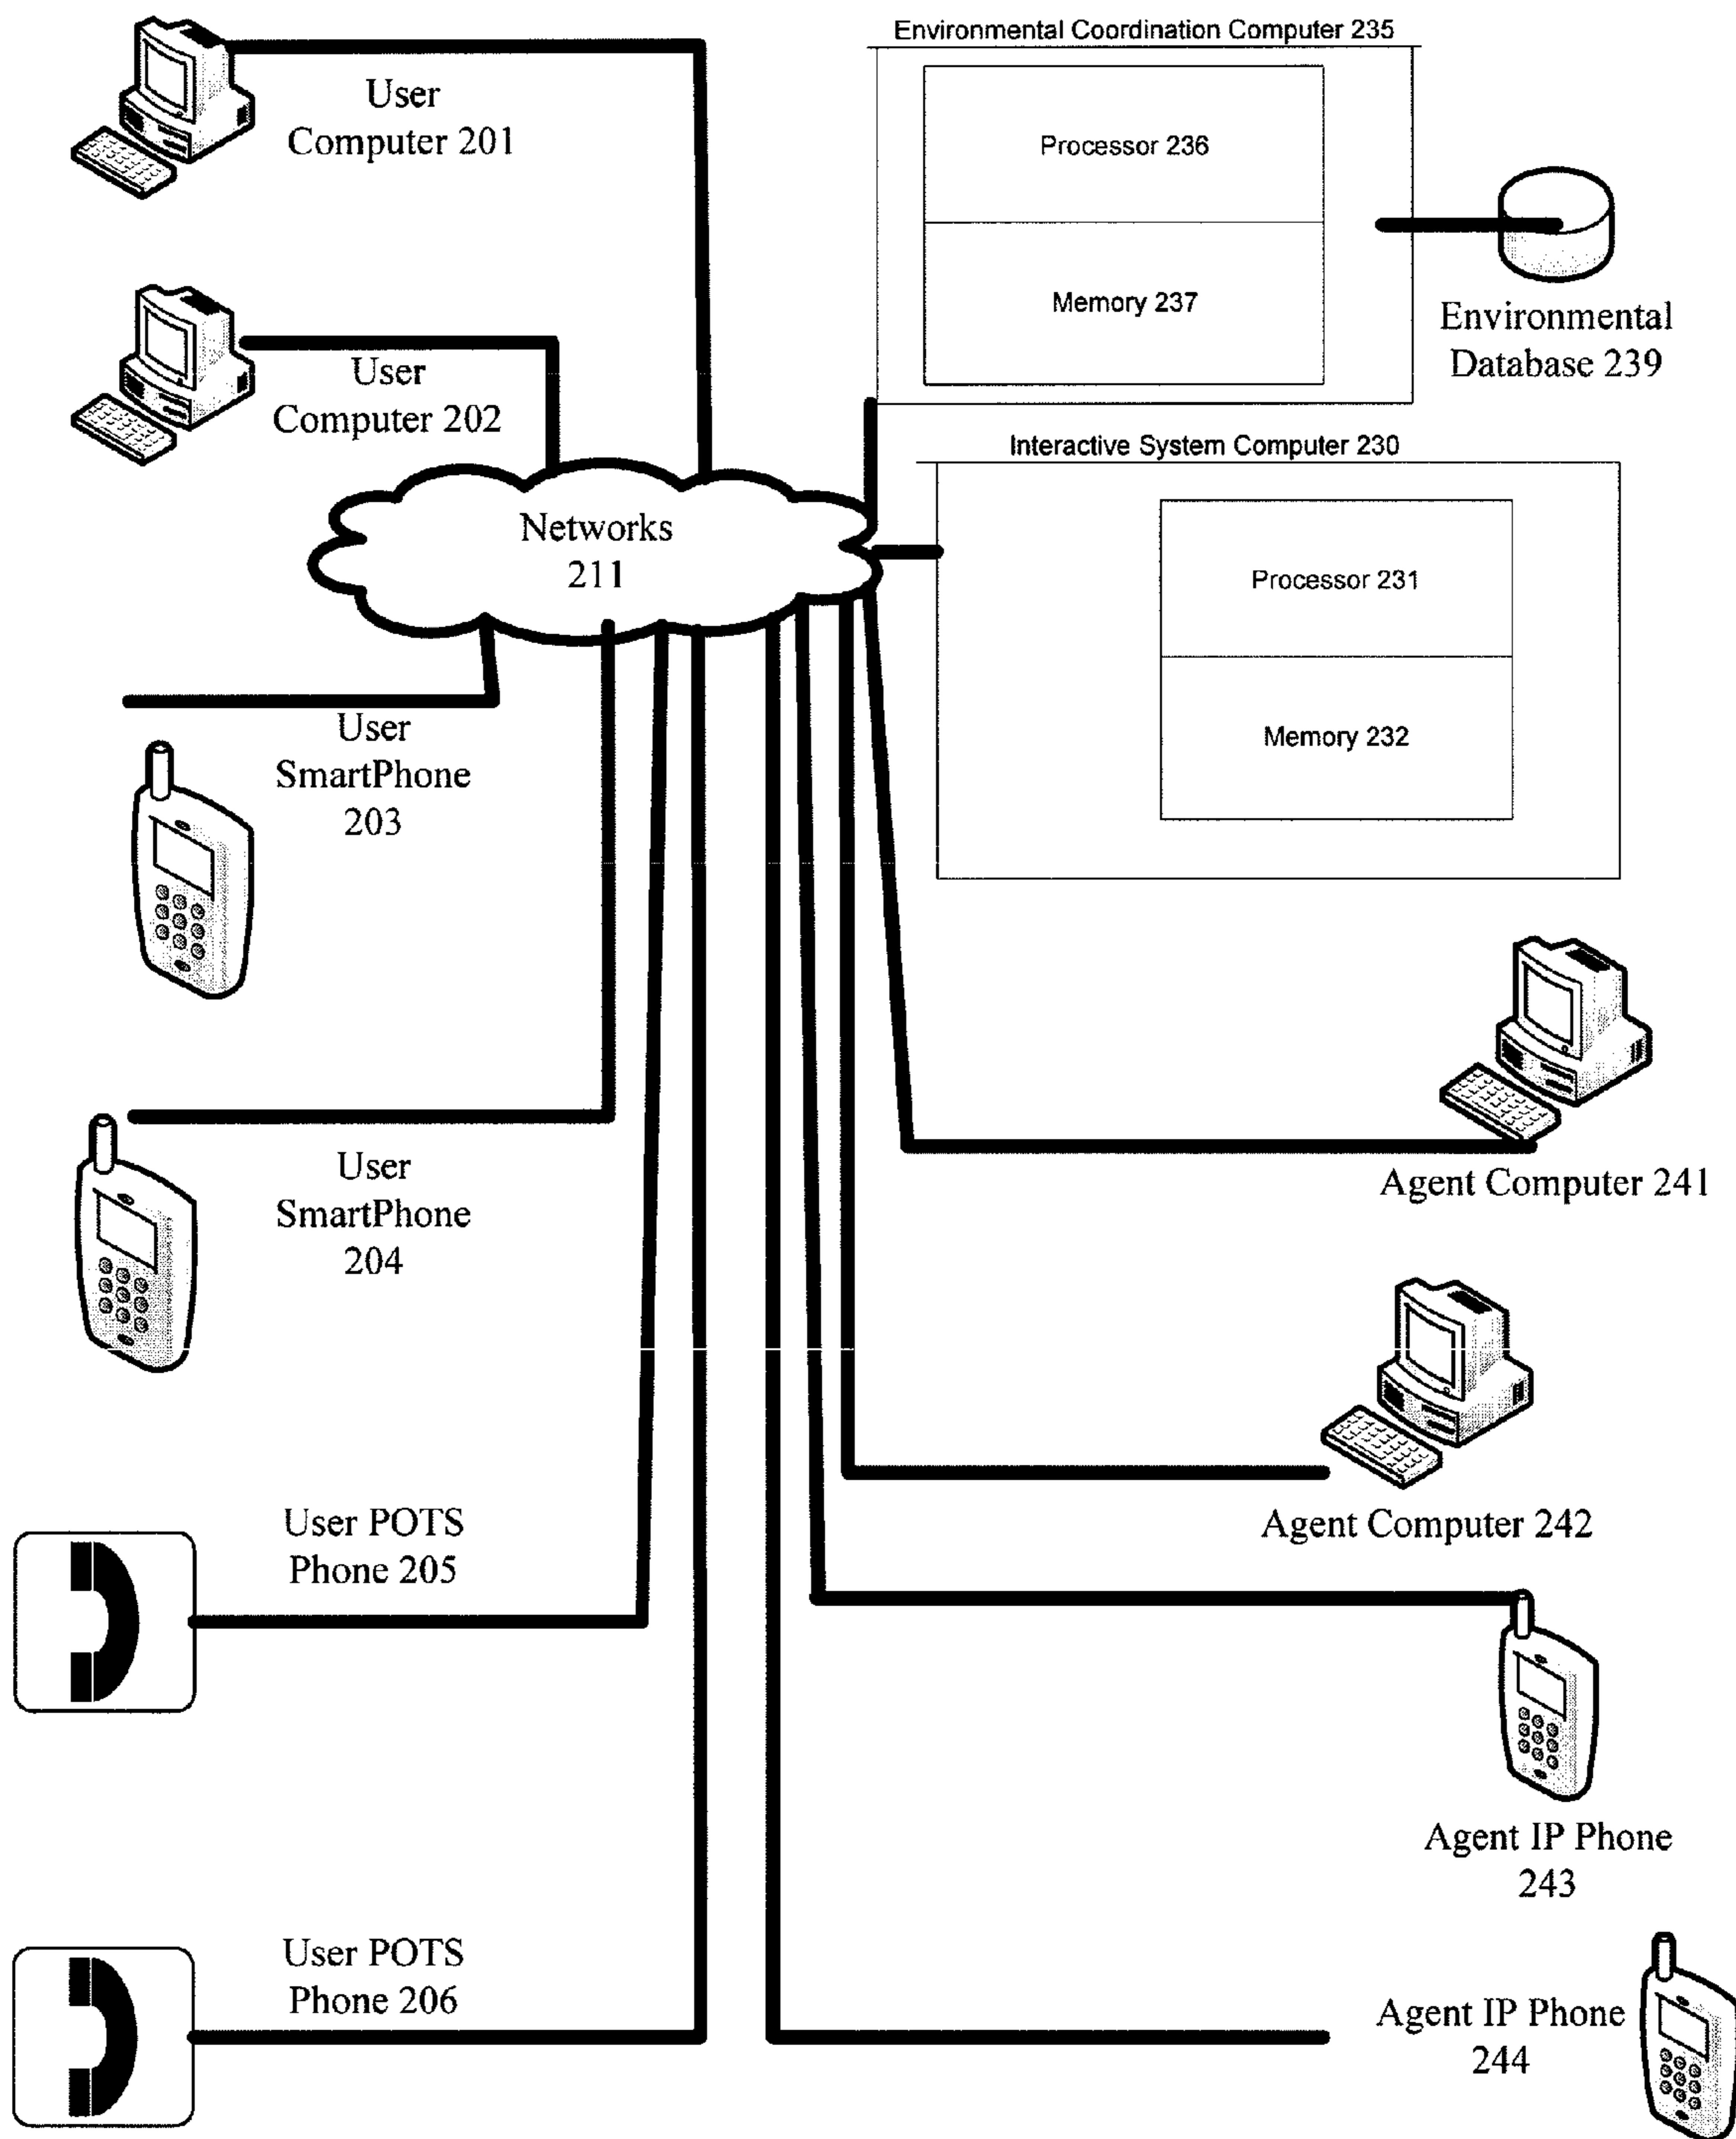 User
Computer 201
Environmental Coordination Computer 235
Processor 236
Memory 237
Environmental
Database 239
User
Computer 202
Interactive System Computer 230
Networks
211
Processor 231
Memory 232
User
SmartPhone
203
User
SmartPhone
204
Agent Computer 241
Agent Computer 242
User POTS
Phone 205
Agent IP Phone
243
User POTS
Phone 206
Agent IP Phone
244